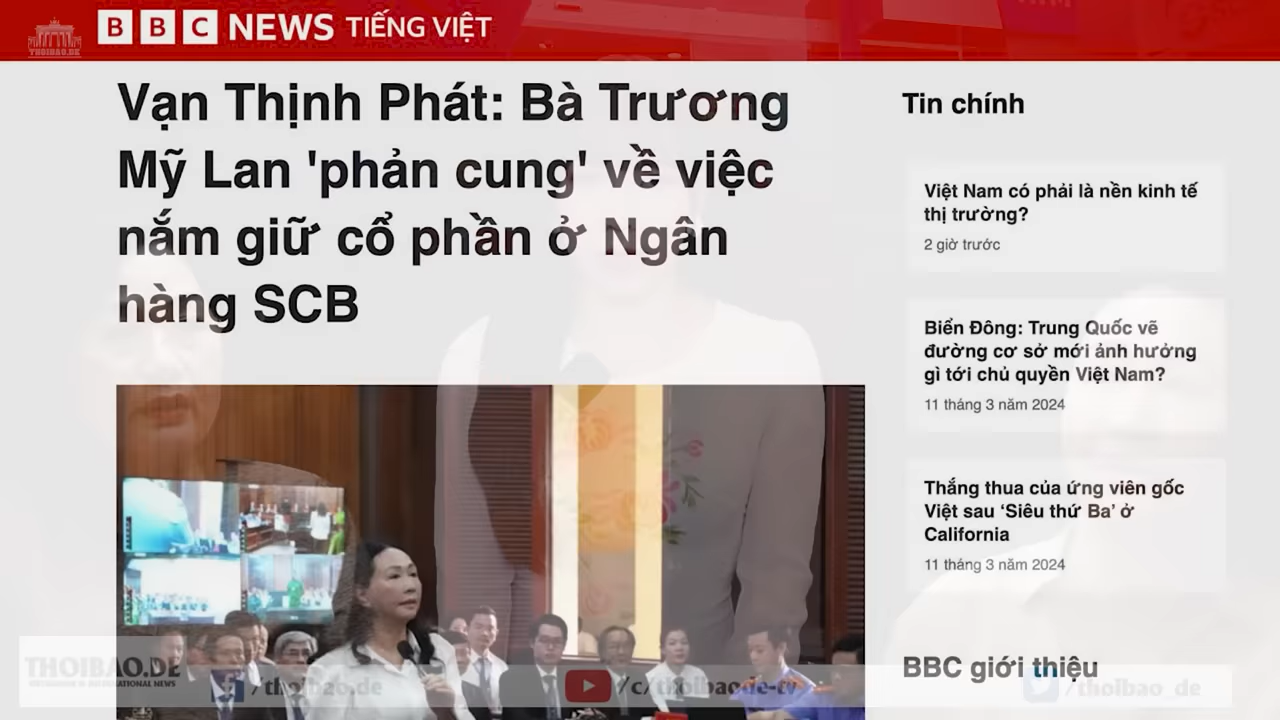 THOIBAO.DE
BBC NEWS TIẾNG VIỆT
Vạn Thịnh Phát: Bà Trương
Mỹ Lan 'phản cung' về việc
nắm giữ cổ phần ở Ngân
hàng SCB
Tin chính
Việt Nam có phải là nền kinh tế
thị trường?
2 giờ trước
Biển Đông: Trung Quốc vẽ
đường cơ sở mới ảnh hưởng
gì tới chủ quyền Việt Nam?
11 tháng 3 năm 2024
Thắng thua của ứng viên gốc
Việt sau ‘Siêu thứ Ba’ ở
California
11 tháng 3 năm 2024
BBC giới thiệu
THOIBAO.DE
/thoibao.de
/c/thoibaode-tv
/thoibao_de